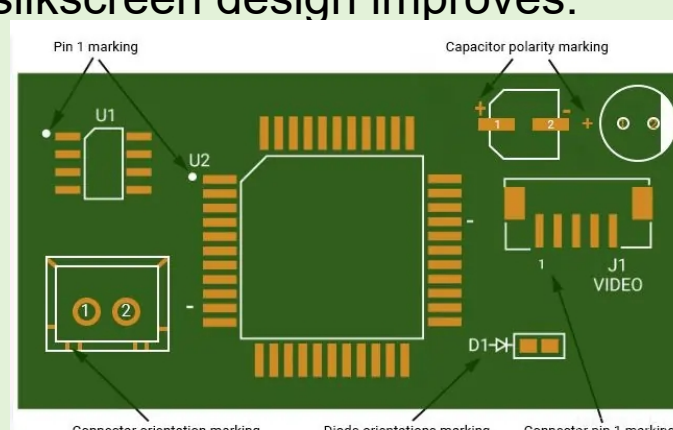 silkscreen design improves:
Pin 1 marking
Capacitor polarity marking
U1
+
-
1 2
+
U2
-
1
J1
VIDEO
1 2
-
D1
Connector orientation marking
Diode orientations marking
Connector pin 1 marking